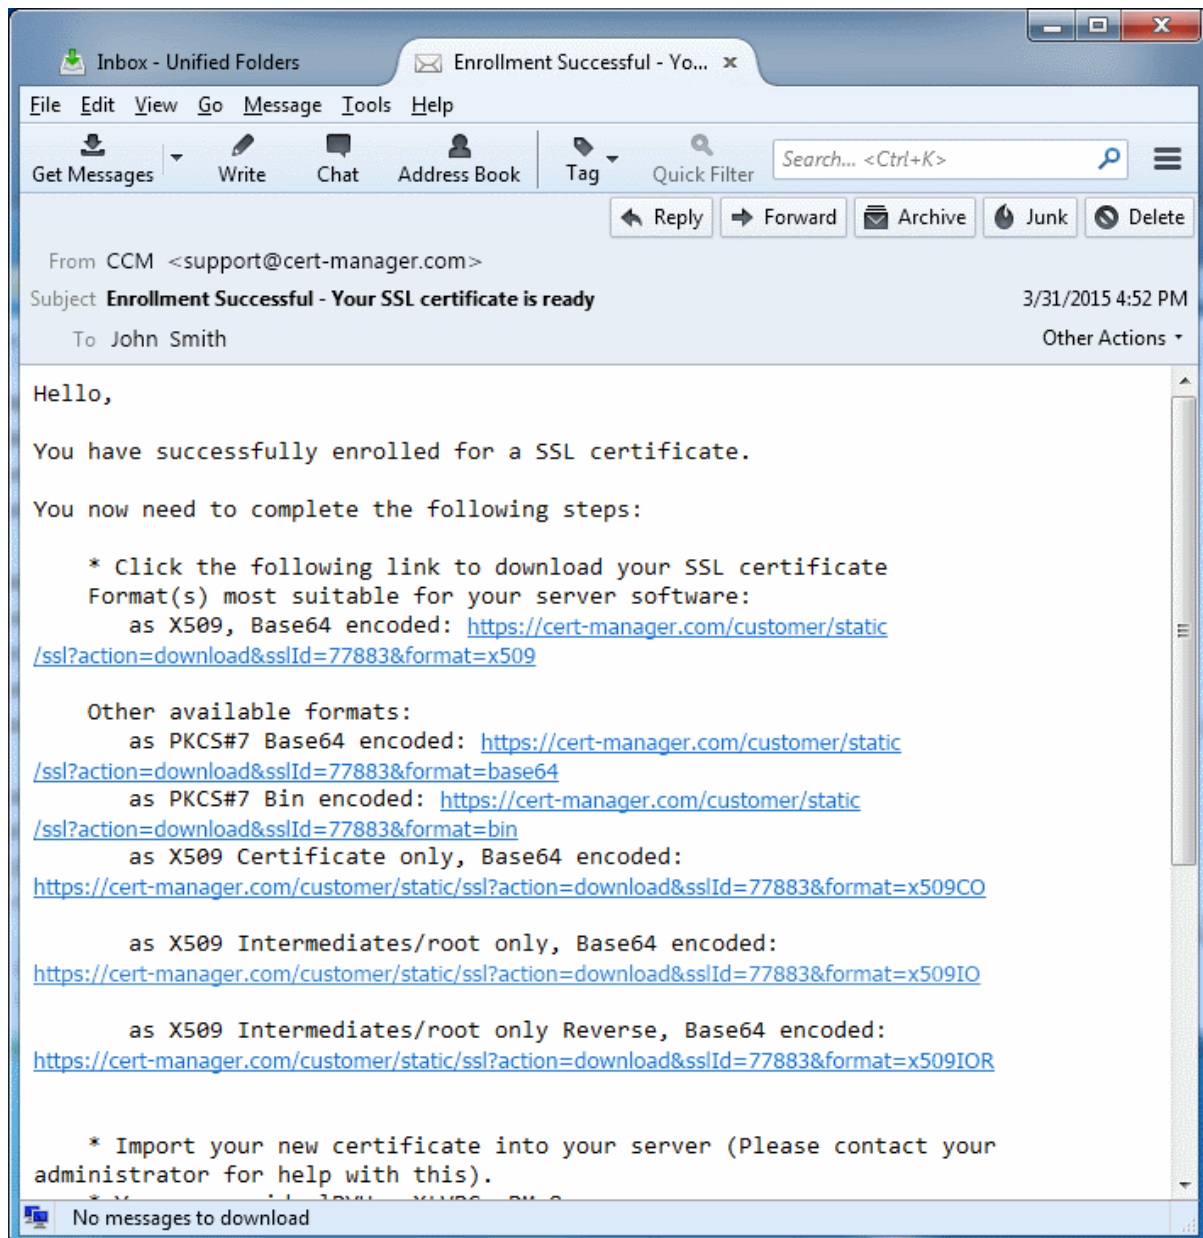 Inbox - Unified Folders
Enrollment Successful - Yo... x
File Edit View Go Message Tools Help
Get Messages Write Chat Address Book Tag Quick Filter Search... <Ctrl+K>
Reply Forward Archive Junk Delete
From CCM <support@cert-manager.com>
Subject Enrollment Successful - Your SSL certificate is ready 3/31/2015 4:52 PM
To John Smith Other Actions
Hello,
You have successfully enrolled for a SSL certificate.
You now need to complete the following steps:
* Click the following link to download your SSL certificate
Format(s) most suitable for your server software:
as X509, Base64 encoded: https://cert-manager.com/customer/static
/ssl?action=download&sslId=77883&format=x509
Other available formats:
as PKCS#7 Base64 encoded: https://cert-manager.com/customer/static
/ssl?action=download&sslId=77883&format=base64
as PKCS#7 Bin encoded: https://cert-manager.com/customer/static
/ssl?action=download&sslId=77883&format=bin
as X509 Certificate only, Base64 encoded:
https://cert-manager.com/customer/static/ssl?action=download&sslId=77883&format=x509CO
as X509 Intermediates/root only, Base64 encoded:
https://cert-manager.com/customer/static/ssl?action=download&sslId=77883&format=x509IO
as X509 Intermediates/root only Reverse, Base64 encoded:
https://cert-manager.com/customer/static/ssl?action=download&sslId=77883&format=x509IOR
* Import your new certificate into your server (Please contact your
administrator for help with this).
No messages to download